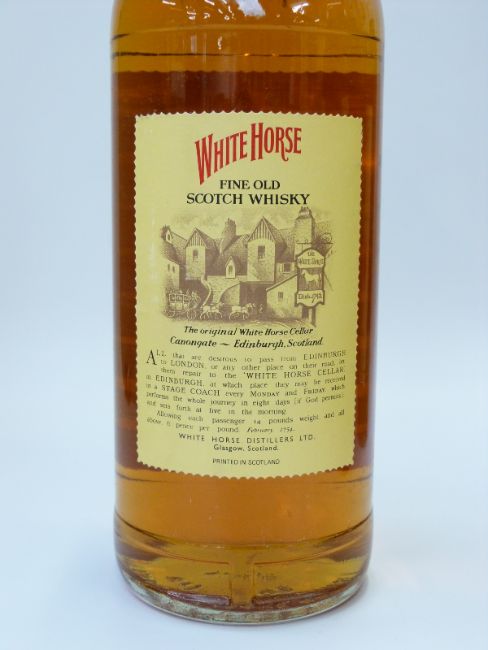 WHITE HORSE
FINE OLD
SCOTCH WHISKY
THE
WHITE HORSE
The original White Horse Cellar
Canongate — Edinburgh, Scotland.
ALL that are desirous to pass from EDINBURGH
to LONDON, or any other place on their road, let
them repair to the 'WHITE HORSE CELLAR'
in EDINBURGH, at which place they may be received
in a STAGE COACH every MONDAY and FRIDAY, which
performs the whole journey in eight days (if God permits)
and sets forth at five in the morning.
Allowing each passenger 14 pounds weight and all
above, 6 pence per pound. February 1754.
WHITE HORSE DISTILLERS LTD.
Glasgow, Scotland.
PRINTED IN SCOTLAND